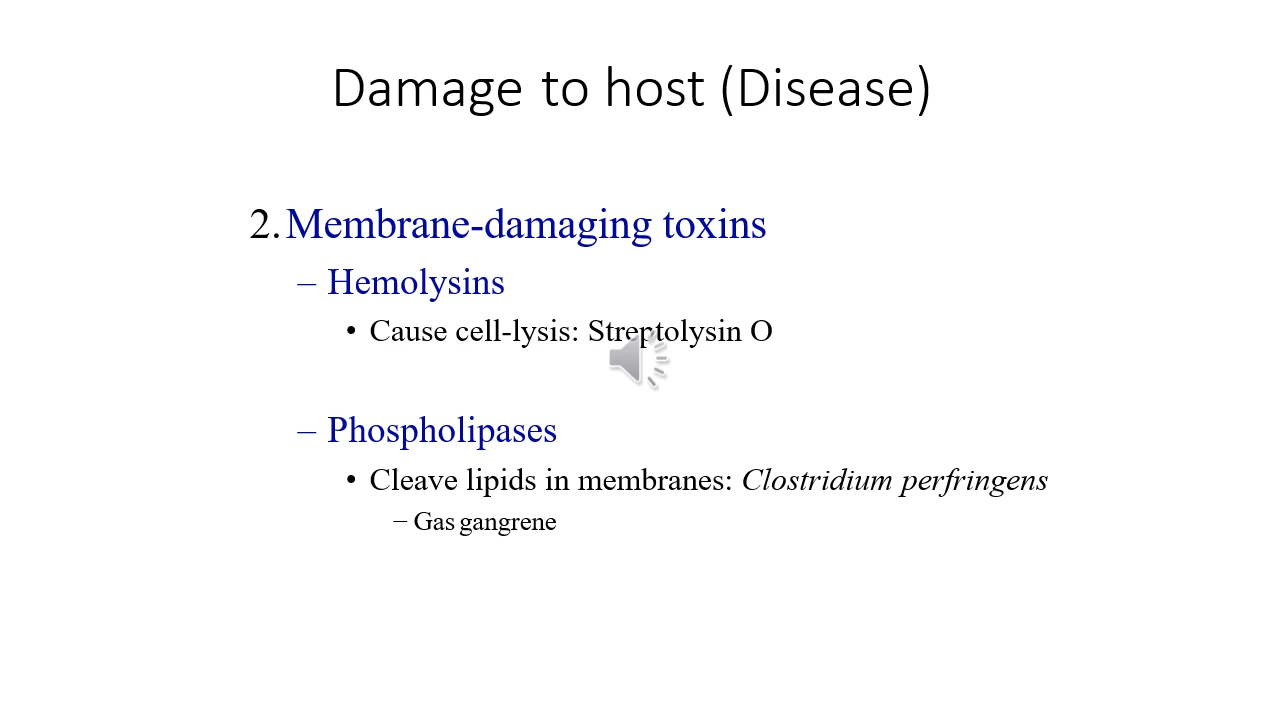 Damage to host (Disease)
2. Membrane-damaging toxins
– Hemolysins
• Cause cell-lysis: Streptolysin O
– Phospholipases
• Cleave lipids in membranes: Clostridium perfringens
– Gas gangrene